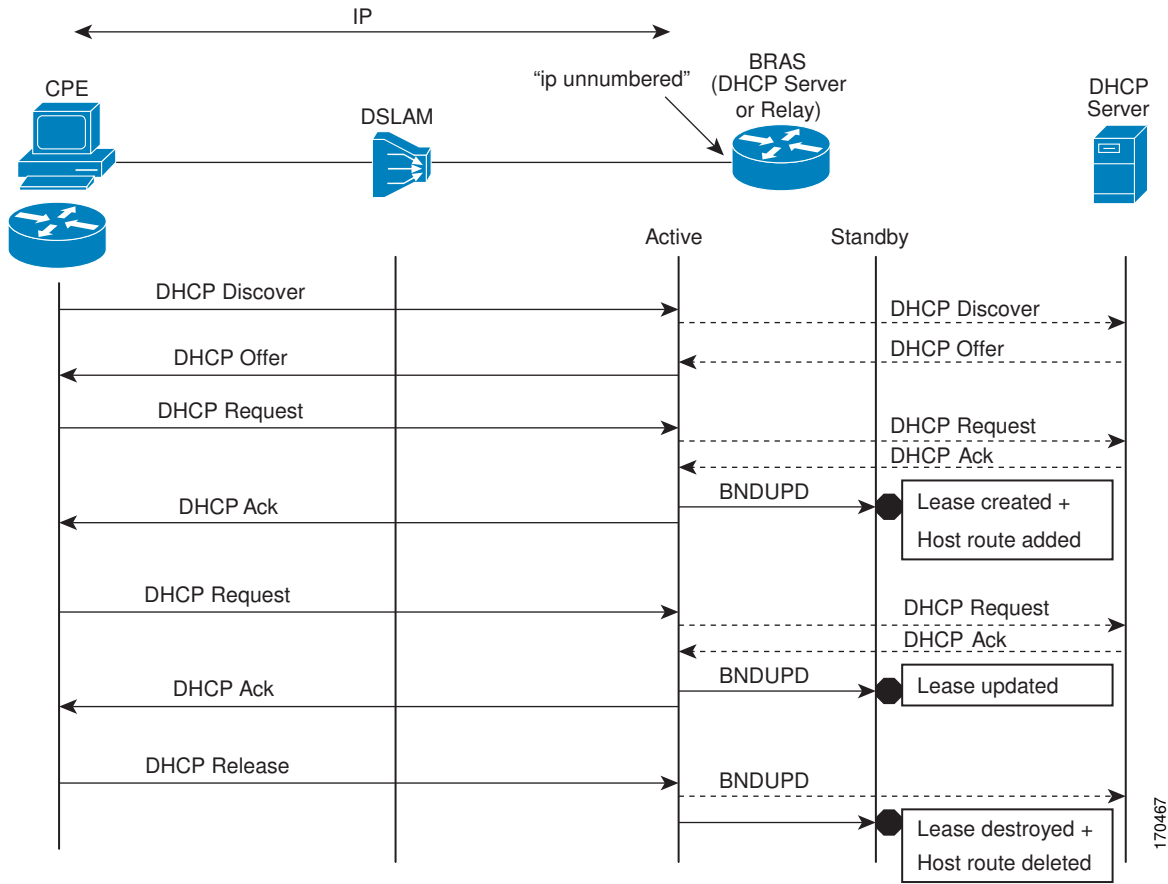 IP
CPE
DSLAM
“ip unnumbered”
BRAS
(DHCP Server
or Relay)
DHCP
Server
Active
Standby
DHCP Discover
DHCP Discover
DHCP Offer
DHCP Offer
DHCP Request
DHCP Request
DHCP Ack
BNDUPD
DHCP Ack
Lease created +
Host route added
DHCP Request
DHCP Request
DHCP Ack
BNDUPD
DHCP Ack
Lease updated
DHCP Release
BNDUPD
Lease destroyed +
Host route deleted
170467